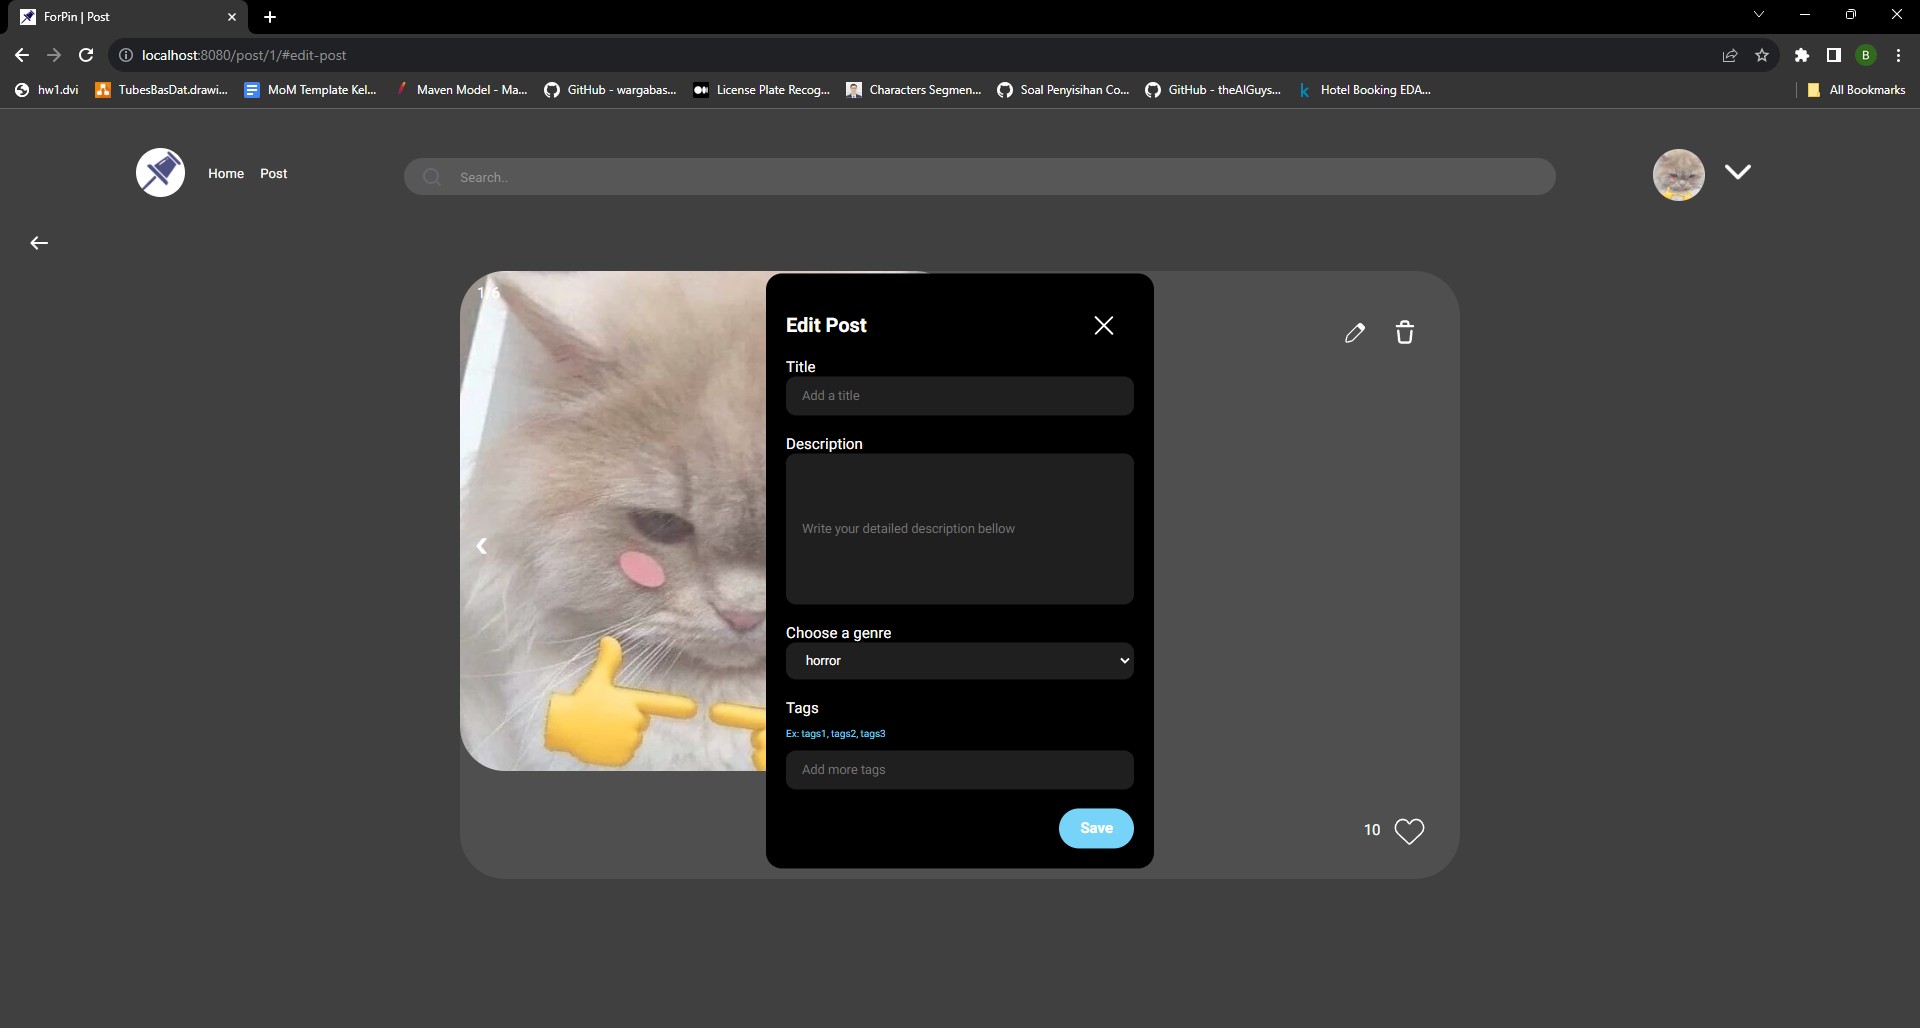 ForPin | Post
localhost:8080/post/1/#edit-post
B
hw1.dvi
TubesBasDat.drawi...
MoM Template Kel...
Maven Model - Ma...
GitHub - wargabas...
License Plate Recog...
Characters Segmen...
Soal Penyisihan Co...
GitHub - theAIGuys...
k
Hotel Booking EDA...
All Bookmarks
Home
Post
Search..
1/6
Edit Post
Title
Add a title
Description
Write your detailed description bellow
Choose a genre
horror
Tags
Ex: tags1, tags2, tags3
Add more tags
Save
10